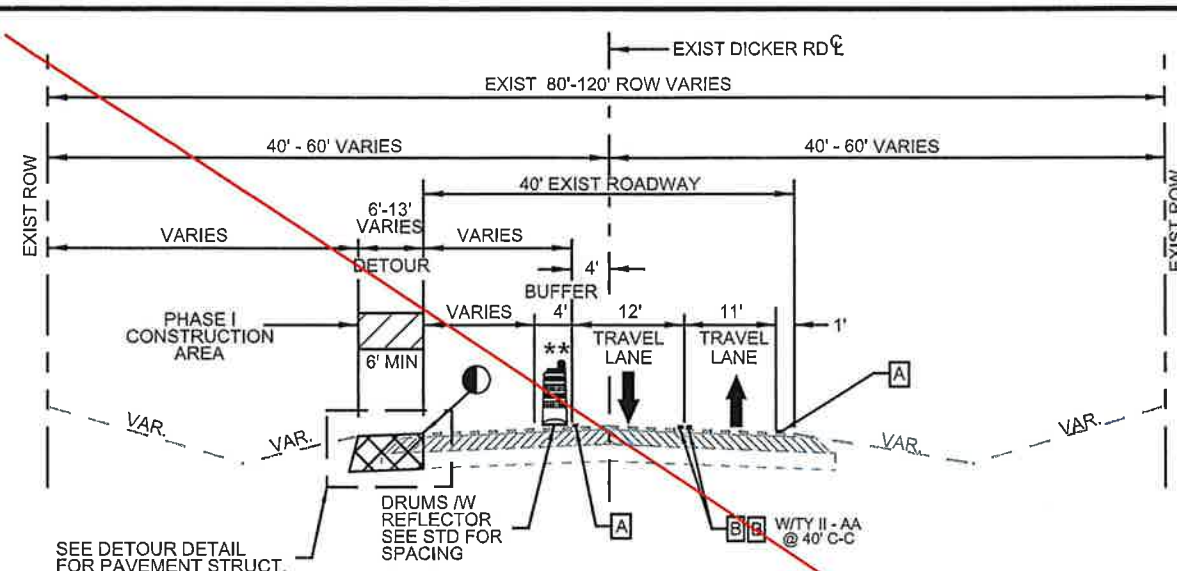 EXIST DICKER RD ℄
EXIST 80'-120' ROW VARIES
40' - 60' VARIES
40' - 60' VARIES
EXIST ROW
EXIST ROW
40' EXIST ROADWAY
6'-13'
VARIES
VARIES
VARIES
DETOUR
4'
BUFFER
PHASE I
CONSTRUCTION
AREA
VARIES
4'
12'
11'
1'
TRAVEL
LANE
TRAVEL
LANE
6' MIN
**
A
VAR.
VAR.
VAR.
VAR.
DRUMS /W
REFLECTOR
SEE STD FOR
SPACING
A
B B
W/TY II - AA
@ 40' C-C
SEE DETOUR DETAIL
FOR PAVEMENT STRUCT.